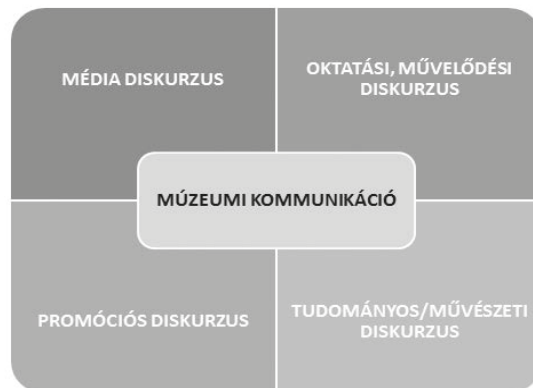 MÉDIA DISKURZUS
OKTATÁSI, MŰVELŐDÉSI
DISKURZUS
MÚZEUMI KOMMUNIKÁCIÓ
PROMÓCIÓS DISKURZUS
TUDOMÁNYOS/MŰVÉSZETI
DISKURZUS